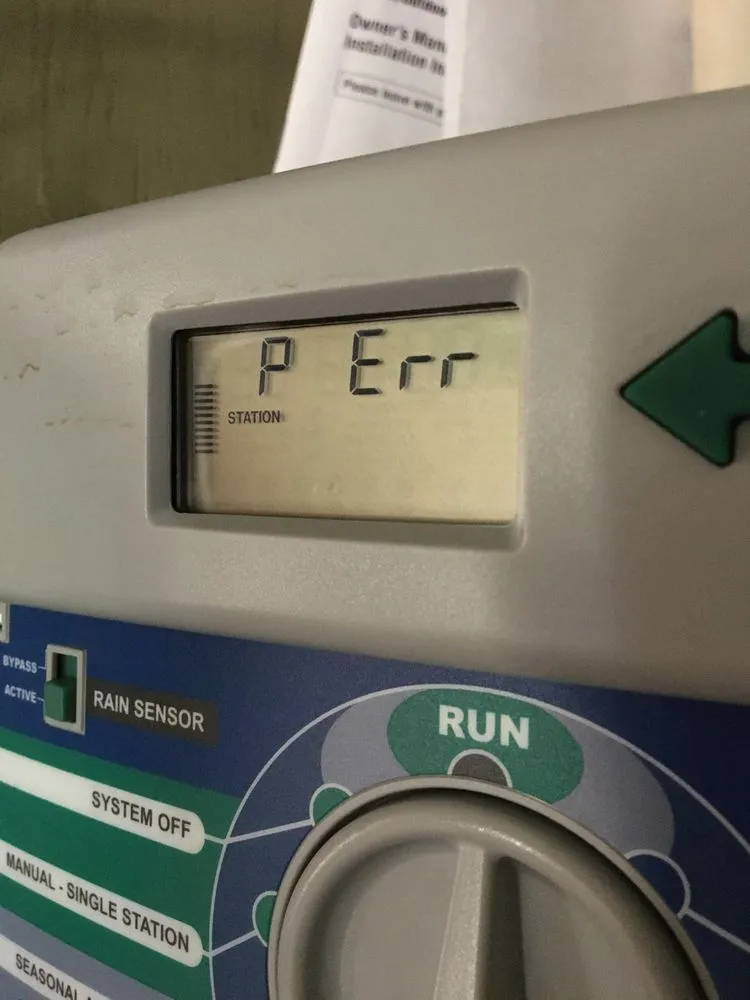 Owner's Man
Installation In
Please leave with
P Err
STATION
BYPASS
ACTIVE
RAIN SENSOR
RUN
SYSTEM OFF
MANUAL - SINGLE STATION
SEASONAL